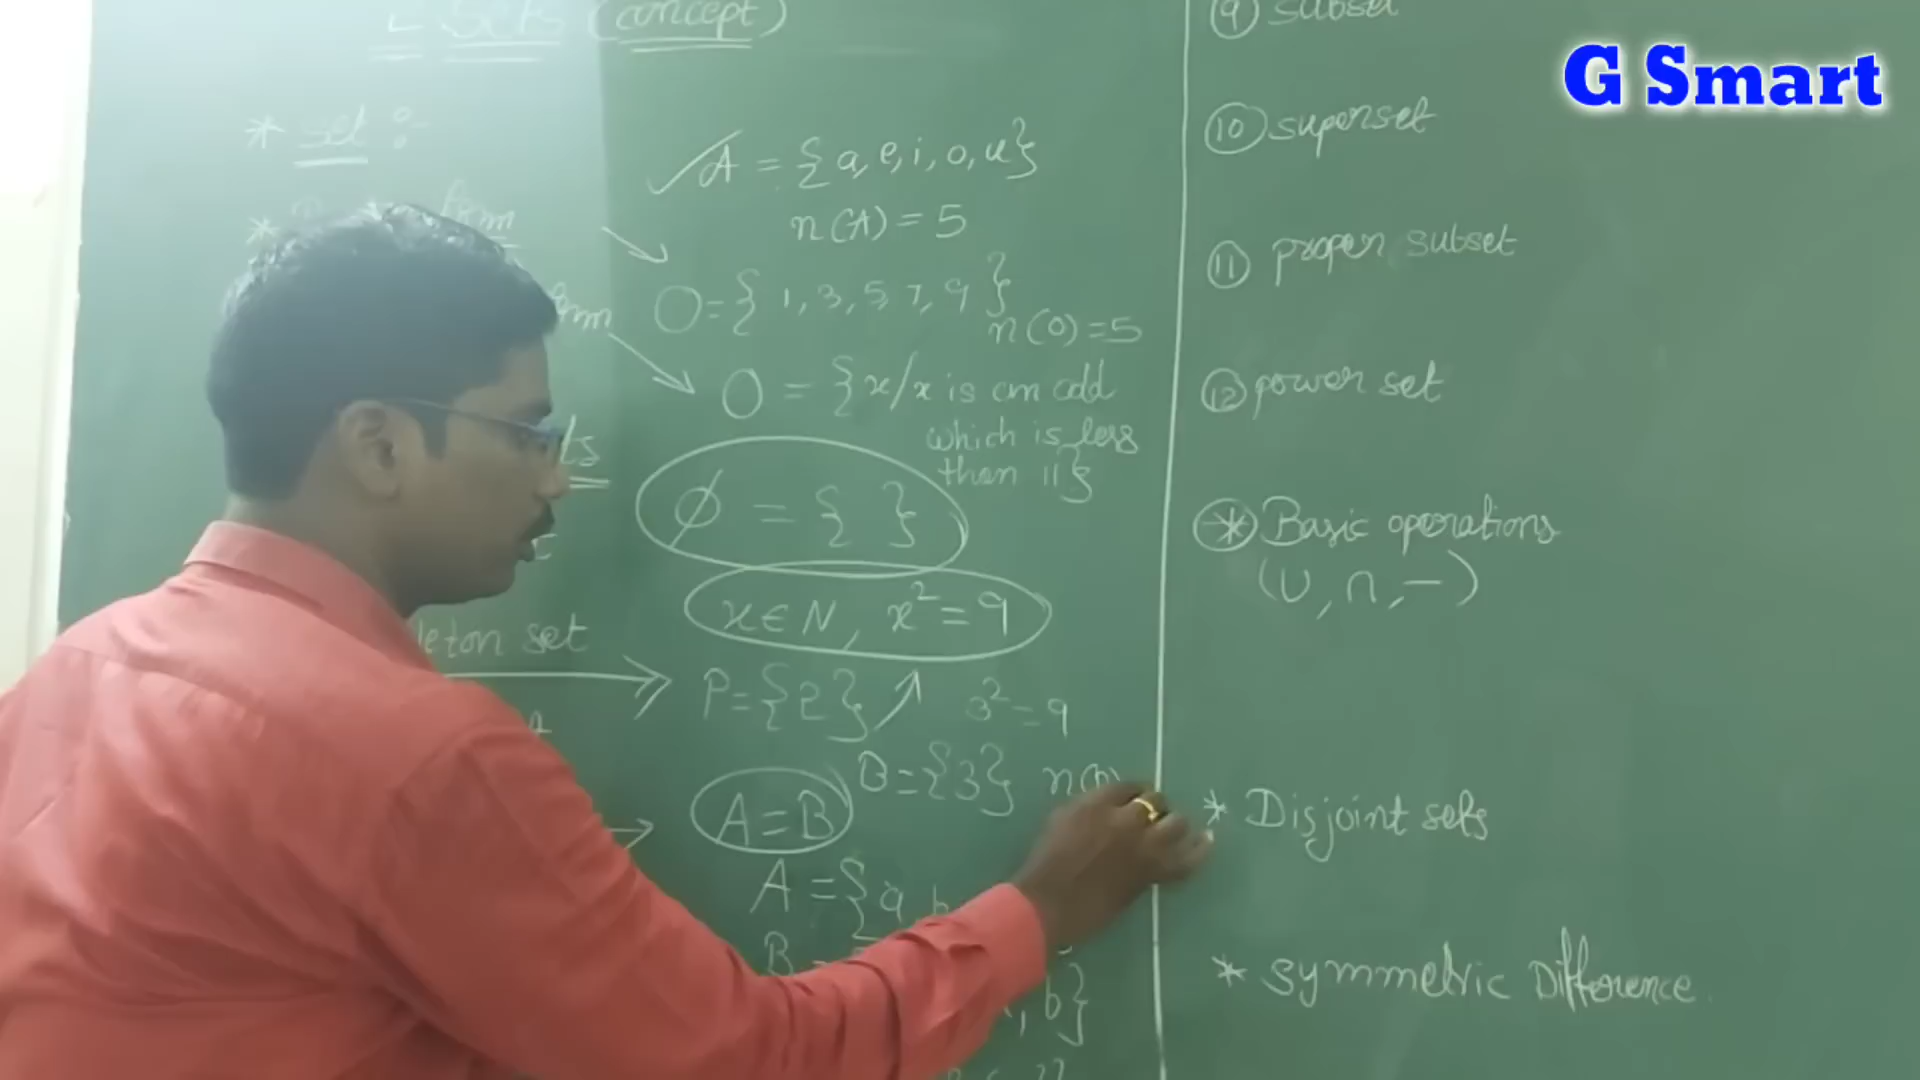 Sets (concept)
* set :-
form
A = {a, e, i, o, u}
n(A) = 5
O = { 1, 3, 5, 7, 9 }
n(O) = 5
O = {x/x is an odd
which is less
than 11}
ϕ = { }
x∈N, x² = 9
leton set
P = {2}
3² = 9
B = {3}
A = B
A = {a
B
, b}
9 subset
10 superset
11 proper subset
12 power set
* Basic operations
(∪, ∩, −)
* Disjoint sets
* symmetric Difference.
G Smart